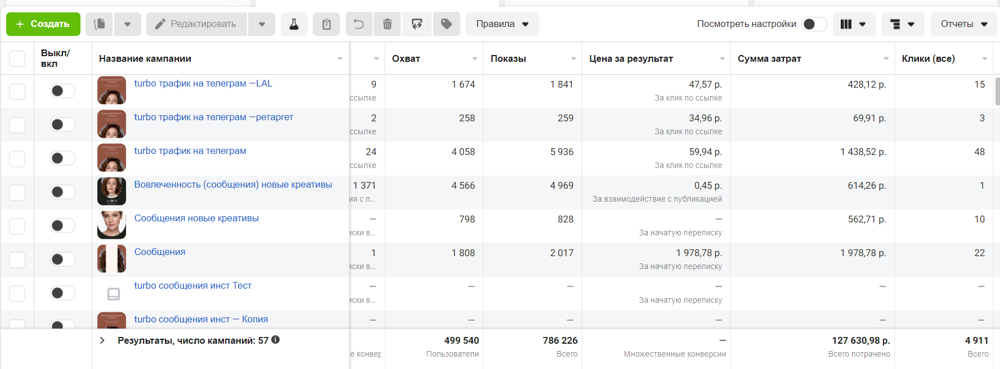 + Создать
Редактировать
Правила
Посмотреть настройки
Отчеты
Выкл/
вкл
Название кампании
Охват
Показы
Цена за результат
Сумма затрат
Клики (все)
turbo трафик на телеграм —LAL
9
1 674
1 841
47,57 р.
428,12 р.
15
ссылке
За клик по ссылке
turbo трафик на телеграм —ретаргет
2
258
259
34,96 р.
69,91 р.
3
ссылке
За клик по ссылке
turbo трафик на телеграм
24
4 058
5 936
59,94 р.
1 438,52 р.
48
ссылке
За клик по ссылке
Вовлеченность (сообщения) новые креативы
1 371
4 566
4 969
0,45 р.
614,26 р.
1
ия с п...
За взаимодействие с публикацией
Сообщения новые креативы
—
798
828
—
562,71 р.
10
иски в...
За начатую переписку
Сообщения
1
1 808
2 017
1 978,78 р.
1 978,78 р.
22
иски в...
За начатую переписку
turbo сообщения инст Тест
—
—
—
—
—
—
иски в...
За начатую переписку
turbo сообщения инст — Копия
—
—
—
—
—
—
Результаты, число кампаний: 57
499 540
786 226
—
127 630,98 р.
4 911
е конвер
Пользователи
Всего
Множественные конверсии
Всего потрачено
Всего